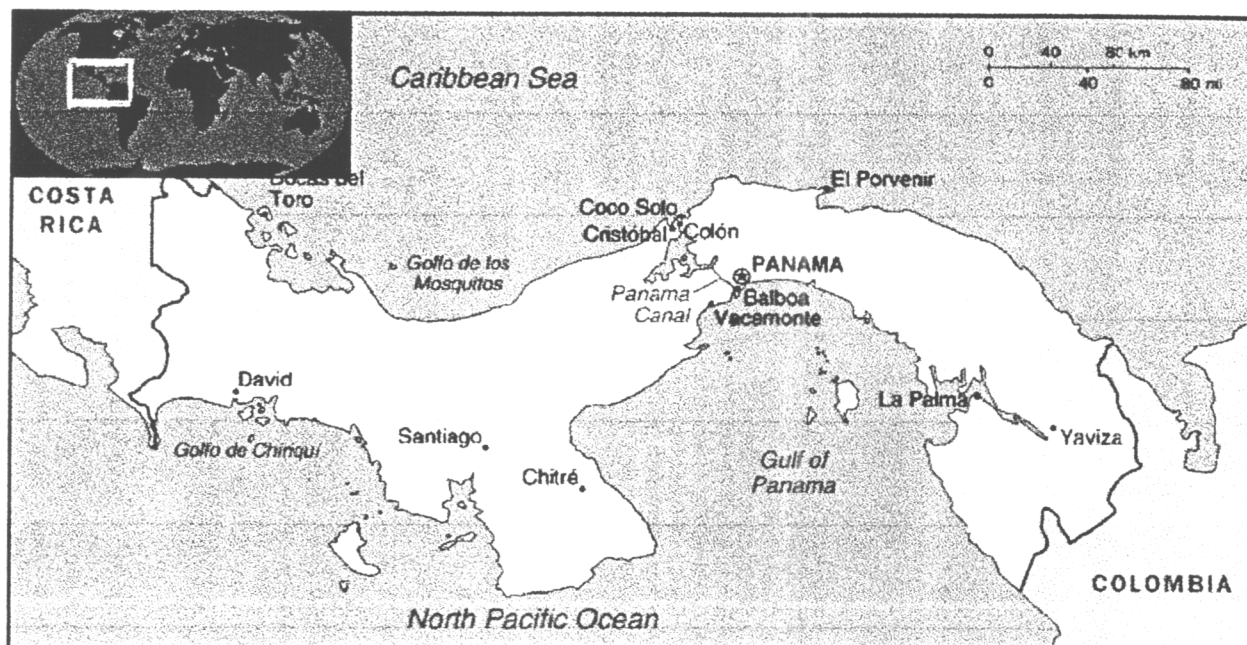 Caribbean Sea
0 40 80 km
0 40 80 mi
COSTA
RICA
Bocas del
Toro
El Porvenir
Coco Solo
Cristóbal
Colón
Golfo de los
Mosquitos
PANAMA
Panama
Canal
Balboa
Vacamonte
David
La Palma
Santiago
Golfo de Chiriquí
Yaviza
Chitré
Gulf of
Panama
COLOMBIA
North Pacific Ocean